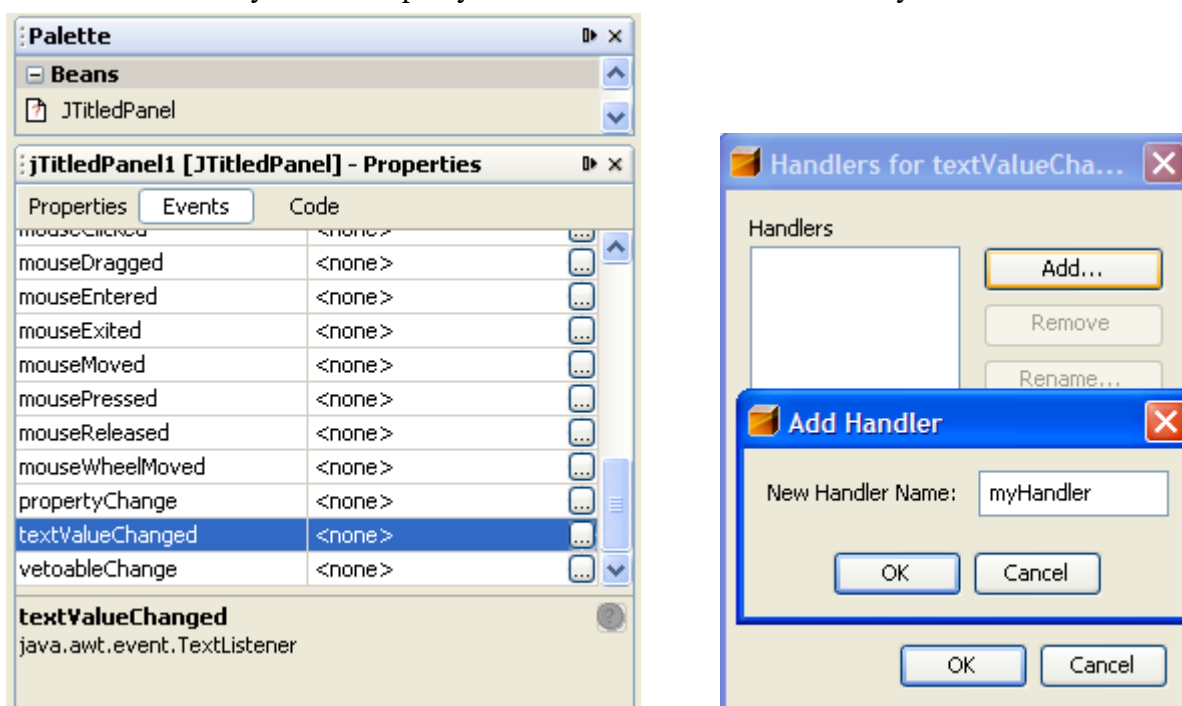 Palette
Beans
JTitledPanel
jTitledPanel1 [JTitledPanel] - Properties
Properties Events Code
mouseClicked <none> ...
mouseDragged <none> ...
mouseEntered <none> ...
mouseExited <none> ...
mouseMoved <none> ...
mousePressed <none> ...
mouseReleased <none> ...
mouseWheelMoved <none> ...
propertyChange <none> ...
textValueChanged <none> ...
vetoableChange <none> ...
textValueChanged
java.awt.event.TextListener
Handlers for textValueCha...
Handlers
Add...
Remove
Rename...
Add Handler
New Handler Name: myHandler
OK Cancel
OK Cancel